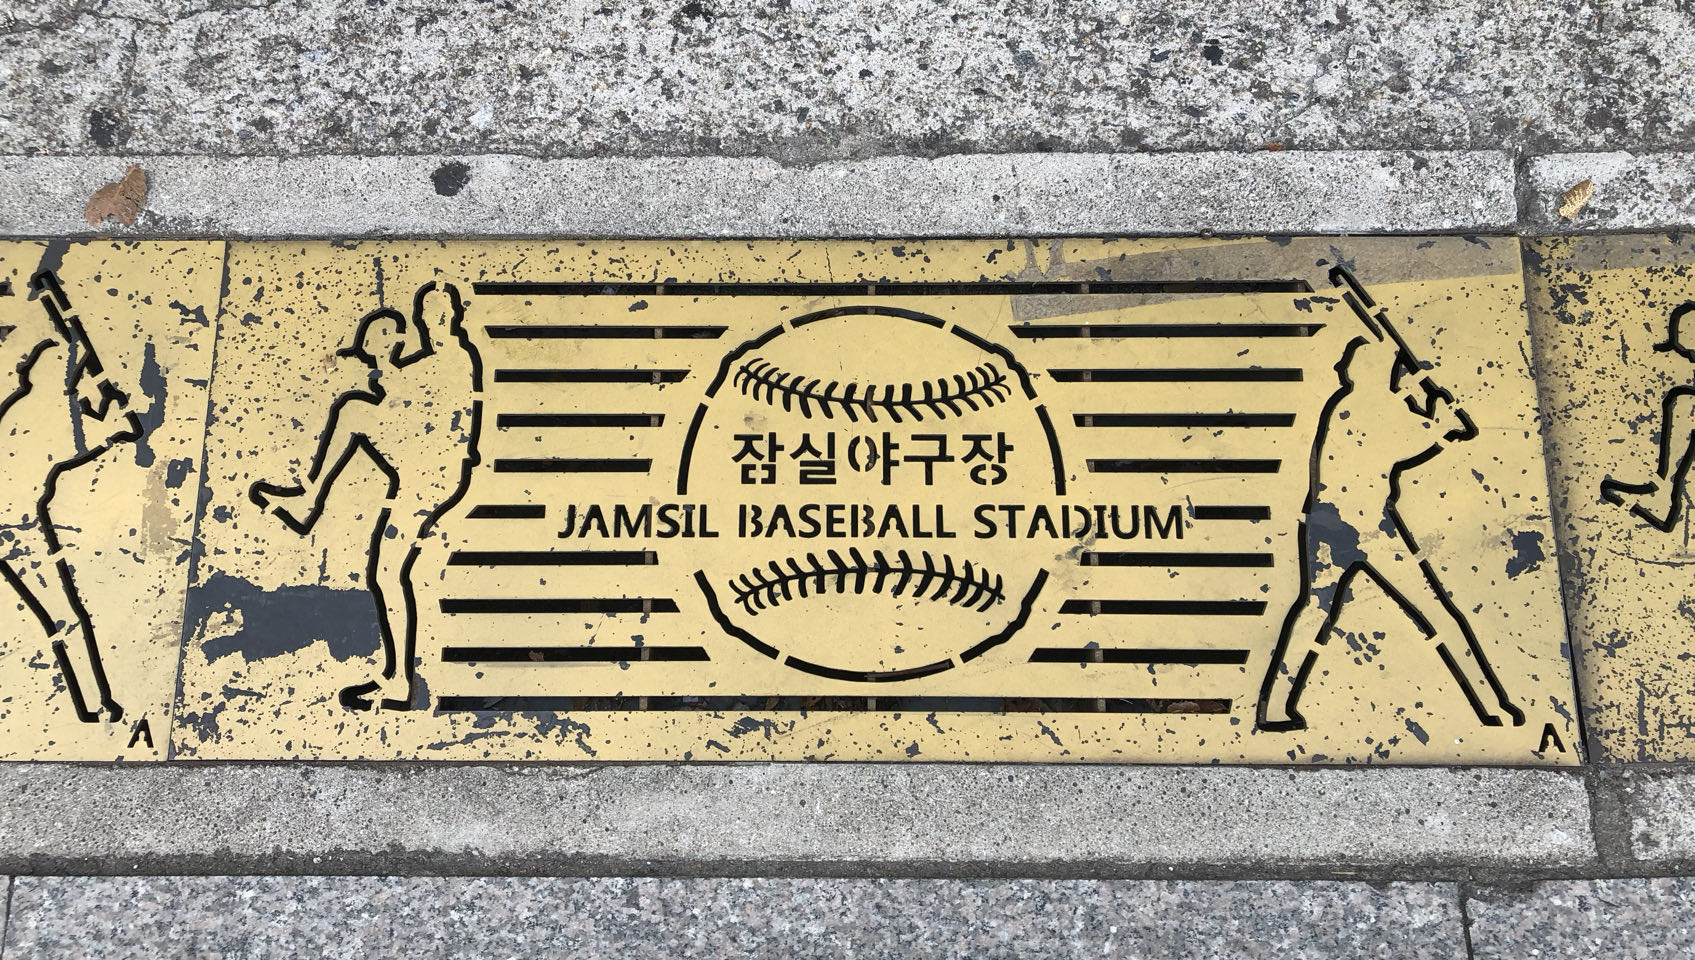 잠실야구장
JAMSIL BASEBALL STADIUM
A
A